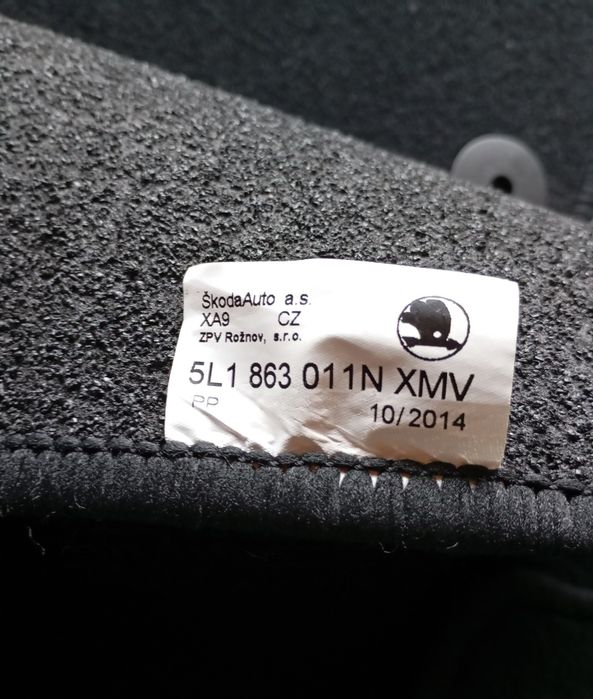 ŠkodaAuto a.s.
XA9 CZ
ZPV Rožnov, s.r.o.
5L1 863 011N XMV
PP 10/2014